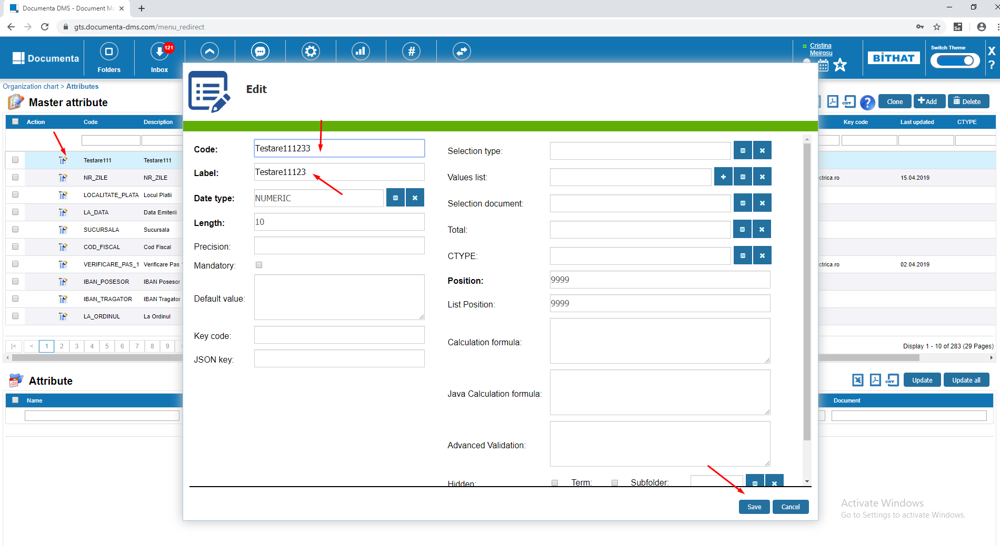 Documenta DMS - Document Ma
gts.documenta-dms.com/menu_redirect
Se
Documenta
Folders
121
Inbox
#
Cristina
Meirosu
BiTHAT
Switch Theme
X
?
Organization chart > Attributes
Master attribute
CSV
?
Clone
Add
Delete
Action Code Description Key code Last updated CTYPE
Testare111 Testare111
NR_ZILE NR_ZILE ctrica.ro 15.04.2019
LOCALITATE_PLATA Locul Platii
LA_DATA Data Emiterii
SUCURSALA Sucursala
COD_FISCAL Cod Fiscal
VERIFICARE_PAS_1 Verificare Pas ctrica.ro 02.04.2019
IBAN_POSESOR IBAN Posesor
IBAN_TRAGATOR IBAN Tragator
LA_ORDINUL La Ordinul
|< < 1 2 3 4 5 6 7 8 9 >
Display 1 - 10 of 283 (29 Pages)
Attribute
CSV
Update
Update all
Name Document
Edit
Code: Testare111233
Label: Testare11123
Date type: NUMERIC
Length: 10
Precision:
Mandatory:
Default value:
Key code:
JSON key:
Selection type:
Values list:
Selection document:
Total:
CTYPE:
Position: 9999
List Position: 9999
Calculation formula:
Java Calculation formula:
Advanced Validation:
Hidden: Term: Subfolder:
Save Cancel
Activate Windows
Go to Settings to activate Windows.